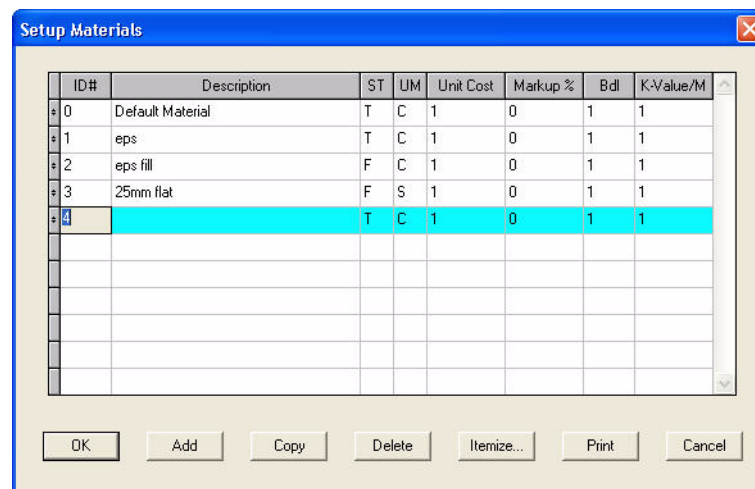 Setup Materials
ID# Description ST UM Unit Cost Markup % Bdl K-Value/M
0 Default Material T C 1 0 1 1
1 eps T C 1 0 1 1
2 eps fill F C 1 0 1 1
3 25mm flat F S 1 0 1 1
4 T C 1 0 1 1
OK Add Copy Delete Itemize... Print Cancel